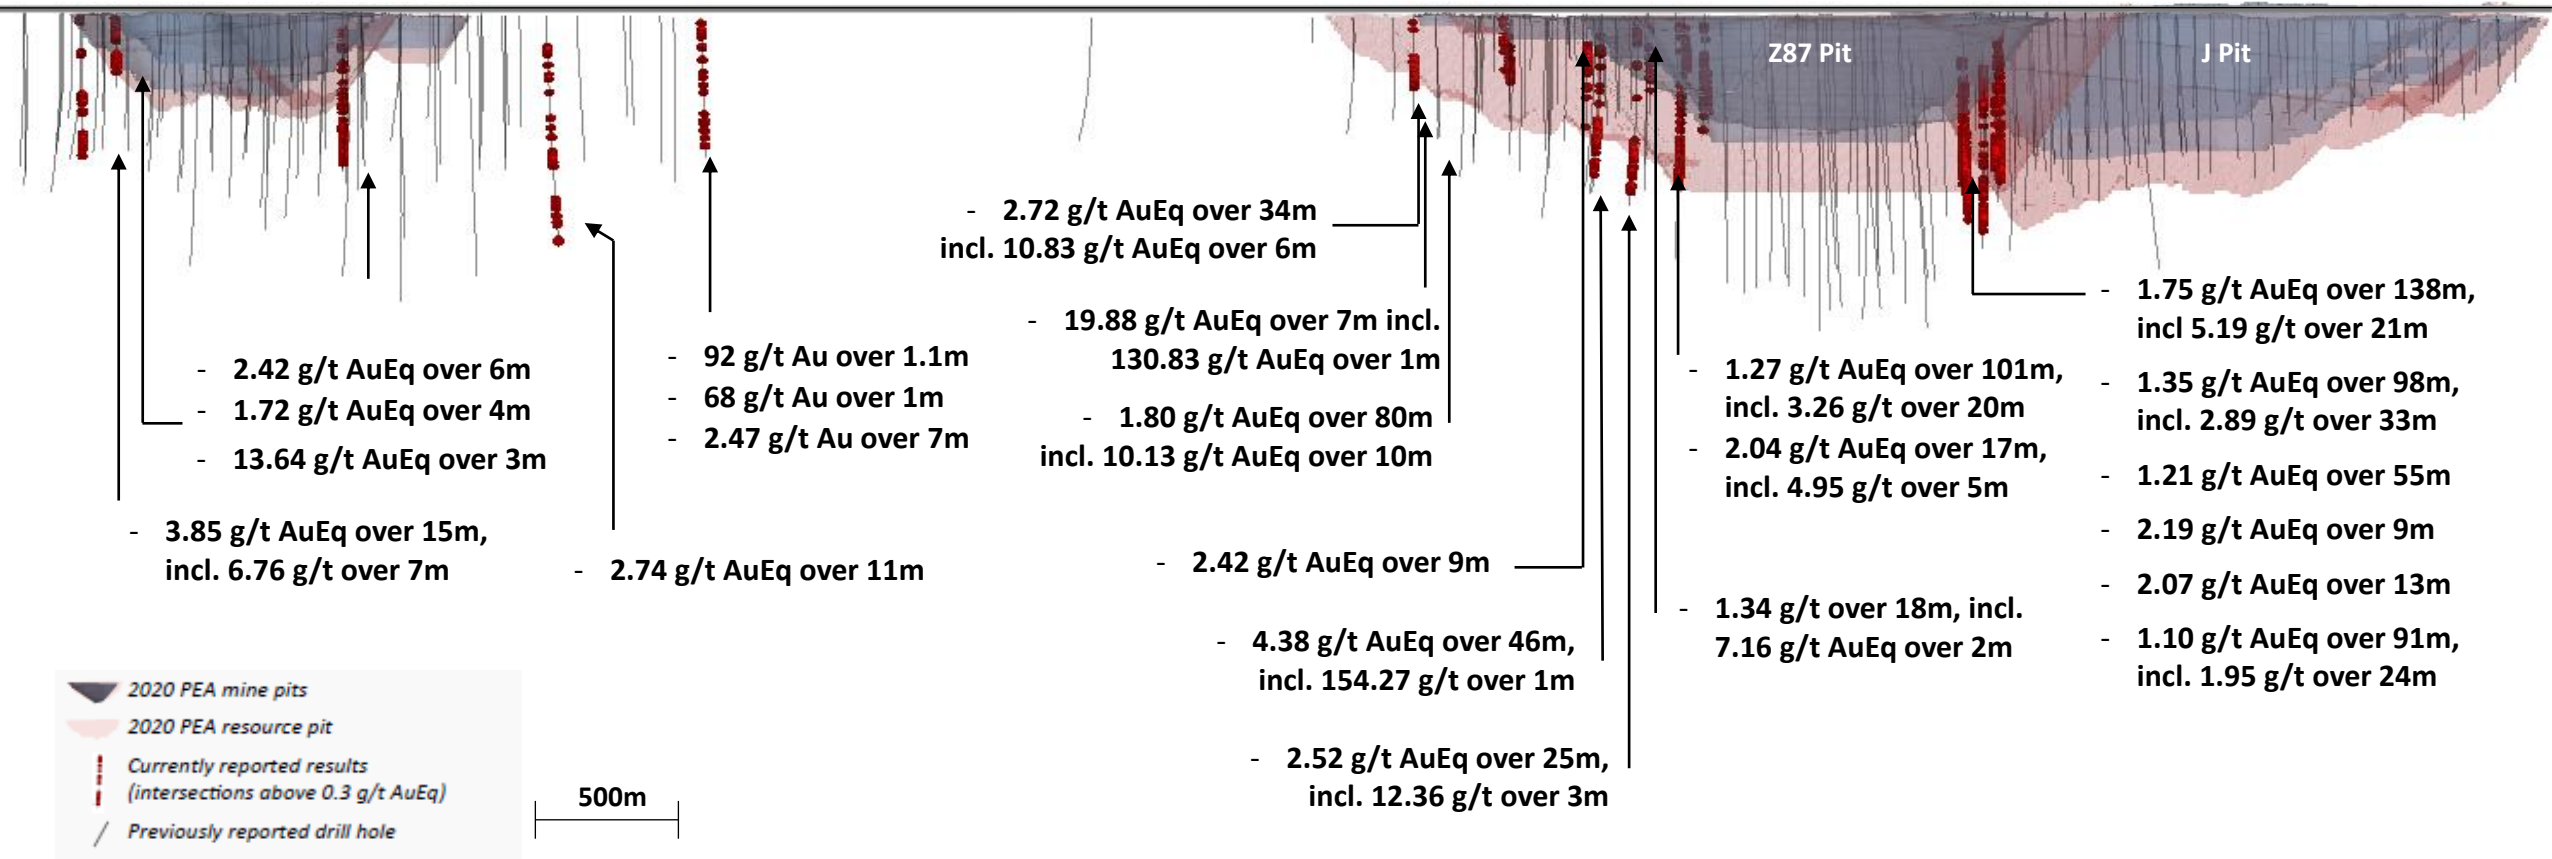 Z87 Pit
J Pit
- 2.42 g/t AuEq over 6m
- 1.72 g/t AuEq over 4m
- 13.64 g/t AuEq over 3m
- 3.85 g/t AuEq over 15m,
incl. 6.76 g/t over 7m
- 92 g/t Au over 1.1m
- 68 g/t Au over 1m
- 2.47 g/t Au over 7m
- 2.74 g/t AuEq over 11m
- 2.72 g/t AuEq over 34m
incl. 10.83 g/t AuEq over 6m
- 19.88 g/t AuEq over 7m incl.
130.83 g/t AuEq over 1m
- 1.80 g/t AuEq over 80m
incl. 10.13 g/t AuEq over 10m
- 2.42 g/t AuEq over 9m
- 4.38 g/t AuEq over 46m,
incl. 154.27 g/t over 1m
- 2.52 g/t AuEq over 25m,
incl. 12.36 g/t over 3m
- 1.27 g/t AuEq over 101m,
incl. 3.26 g/t over 20m
- 2.04 g/t AuEq over 17m,
incl. 4.95 g/t over 5m
- 1.34 g/t over 18m, incl.
7.16 g/t AuEq over 2m
- 1.75 g/t AuEq over 138m,
incl 5.19 g/t over 21m
- 1.35 g/t AuEq over 98m,
incl. 2.89 g/t over 33m
- 1.21 g/t AuEq over 55m
- 2.19 g/t AuEq over 9m
- 2.07 g/t AuEq over 13m
- 1.10 g/t AuEq over 91m,
incl. 1.95 g/t over 24m
2020 PEA mine pits
2020 PEA resource pit
Currently reported results
(intersections above 0.3 g/t AuEq)
Previously reported drill hole
500m